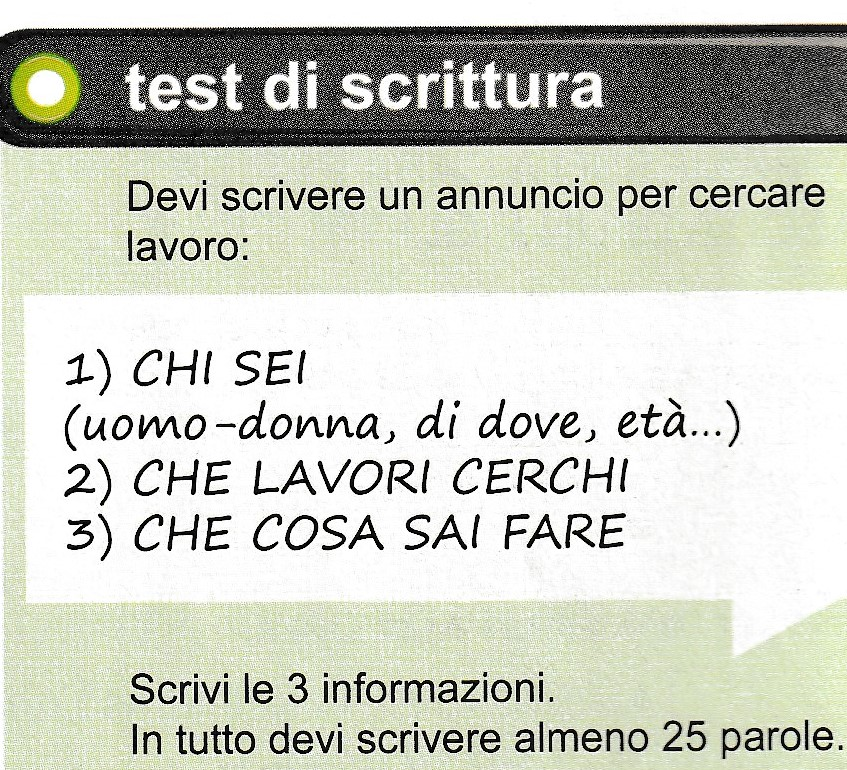 test di scrittura
Devi scrivere un annuncio per cercare
lavoro:
1) CHI SEI
(uomo-donna, di dove, età...)
2) CHE LAVORI CERCHI
3) CHE COSA SAI FARE
Scrivi le 3 informazioni.
In tutto devi scrivere almeno 25 parole.